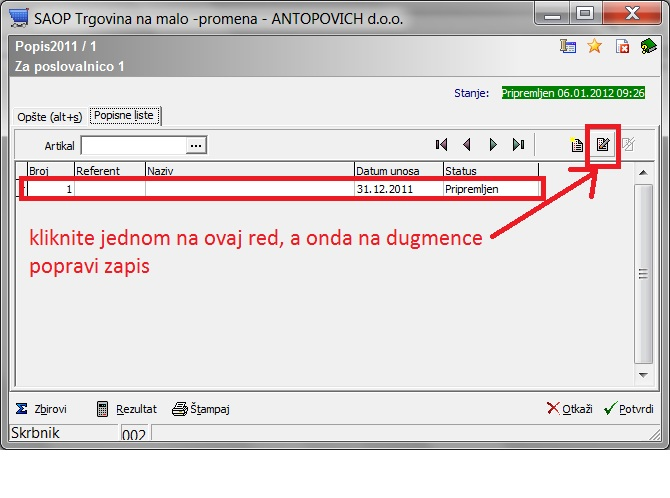 SAOP Trgovina na malo -promena - ANTOPOVICH d.o.o.
Popis2011 / 1
Za poslovalnico 1
Stanje: Pripremljen 06.01.2012 09:26
Opšte (alt+s) Popisne liste
Artikal ...
Broj Referent Naziv Datum unosa Status
1 31.12.2011 Pripremljen
kliknite jednom na ovaj red, a onda na dugmence
popravi zapis
Zbirovi Rezultat Štampaj Otkaži Potvrdi
Skrbnik 002